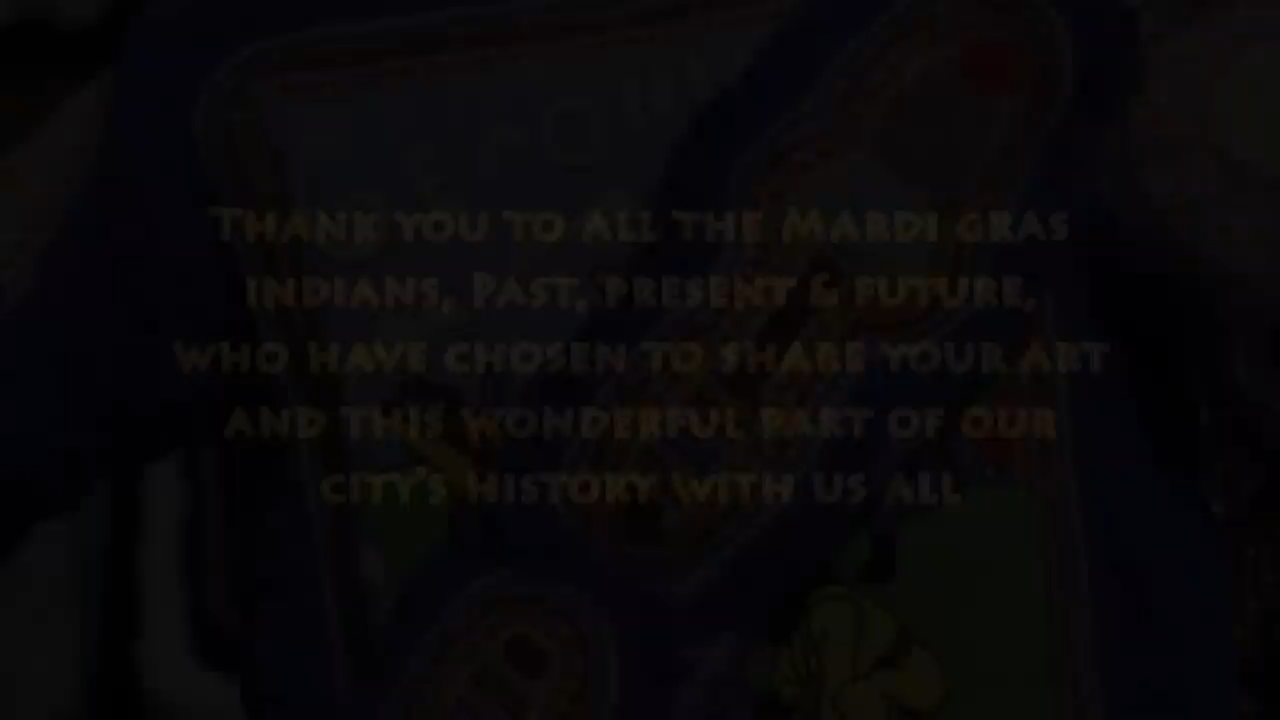 Thank you to all the Mardi Gras
Indians, Past, present & future,
who have chosen to share your art
and this wonderful part of our
city's history with us all